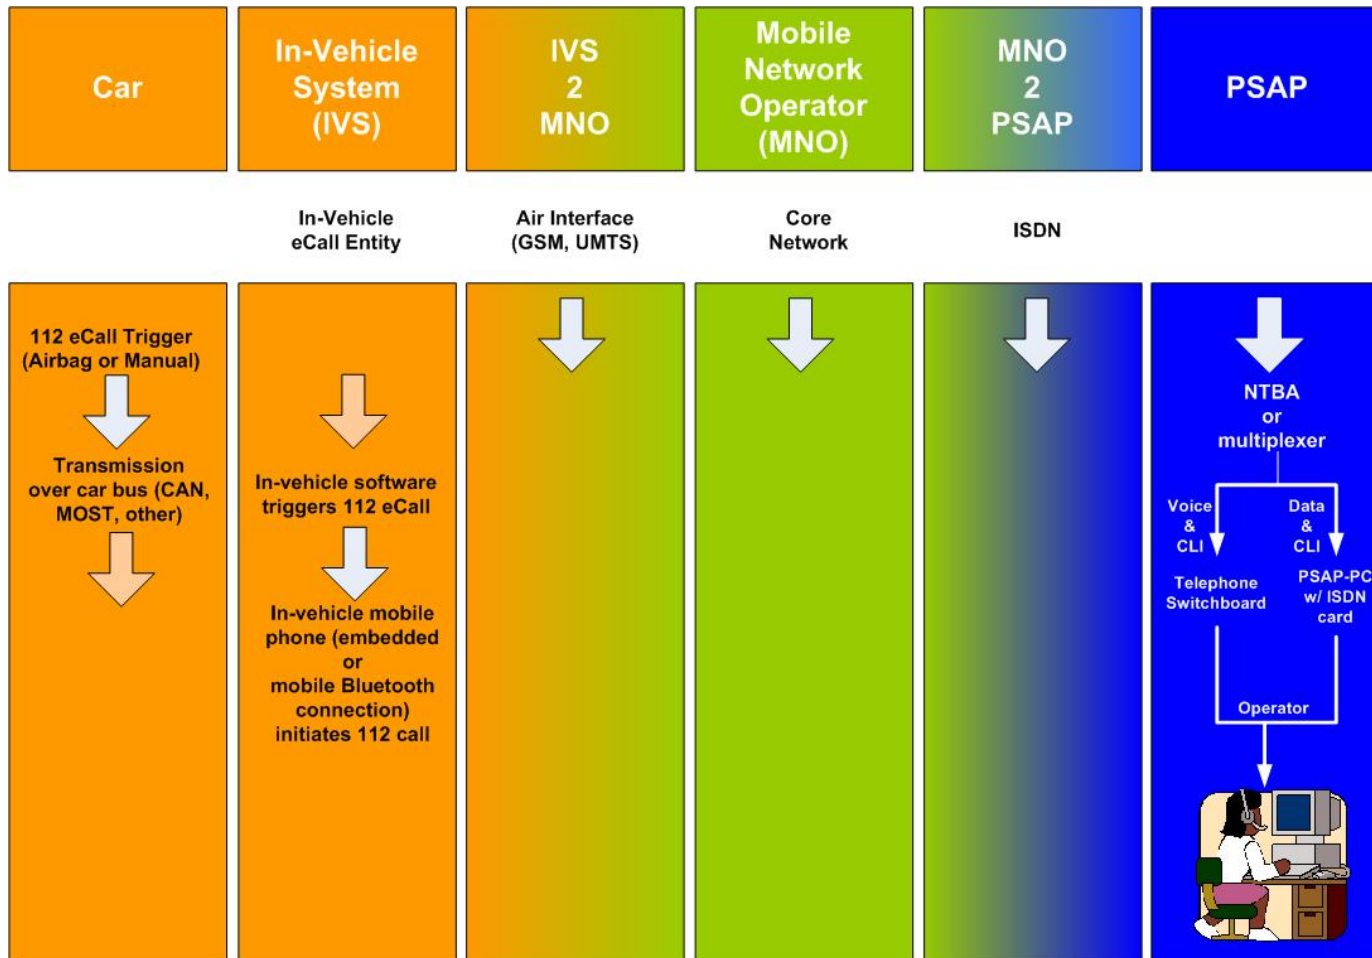 Car
In-Vehicle
System
(IVS)
IVS
2
MNO
Mobile
Network
Operator
(MNO)
MNO
2
PSAP
PSAP
In-Vehicle
eCall Entity
Air Interface
(GSM, UMTS)
Core
Network
ISDN
112 eCall Trigger
(Airbag or Manual)
Transmission
over car bus (CAN,
MOST, other)
In-vehicle software
triggers 112 eCall
In-vehicle mobile
phone (embedded
or
mobile Bluetooth
connection)
initiates 112 call
NTBA
or
multiplexer
Voice
&
CLI
Data
&
CLI
Telephone
Switchboard
PSAP-PC
w/ ISDN
card
Operator